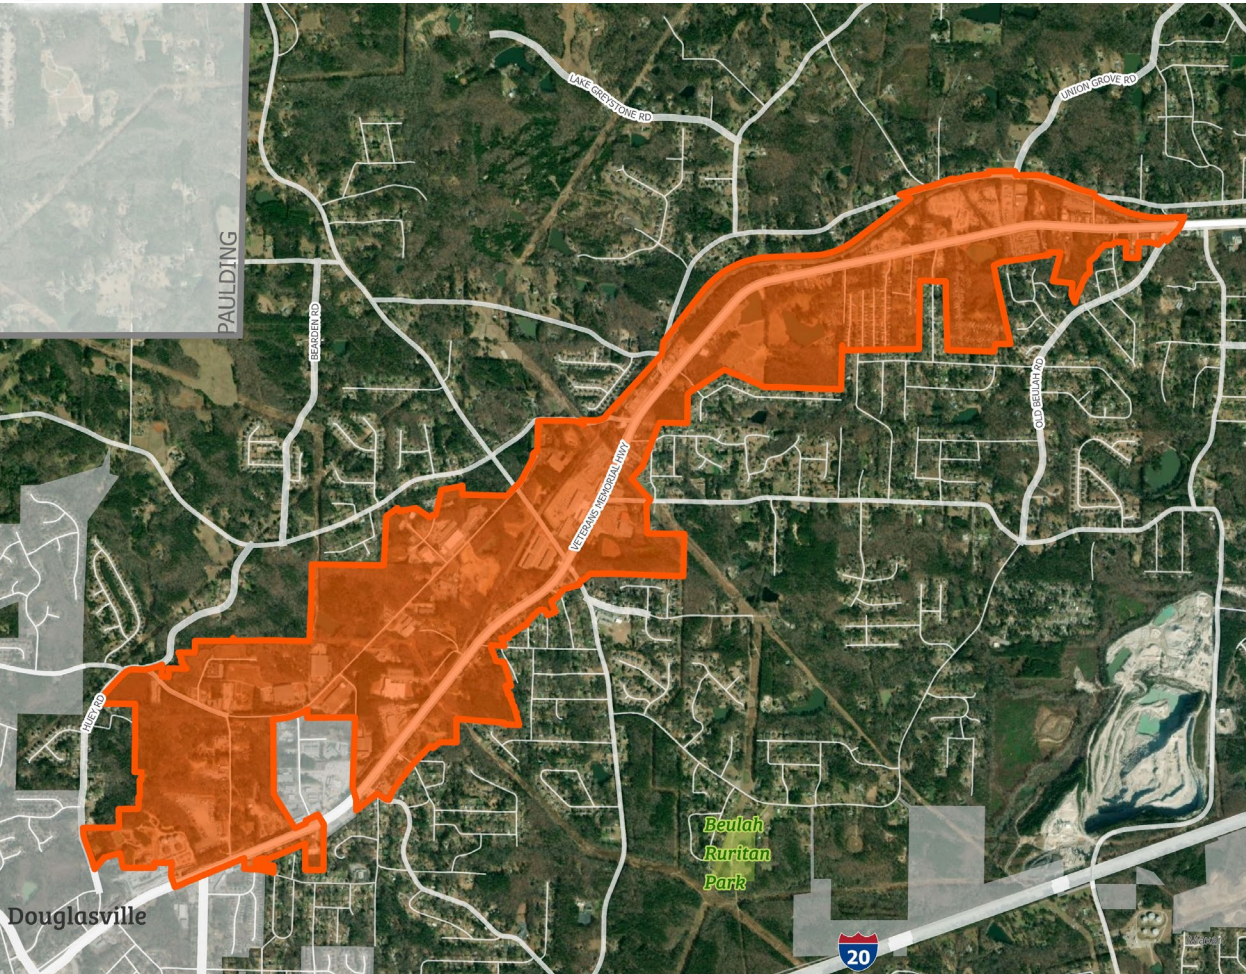 LAKE GREYSTONE RD
UNION GROVE RD
PAULDING
BEARDEN RD
OLD BEULAH RD
VETERANS MEMORIAL HWY
HUEY RD
Beulah
Ruritan
Park
Douglasville
20